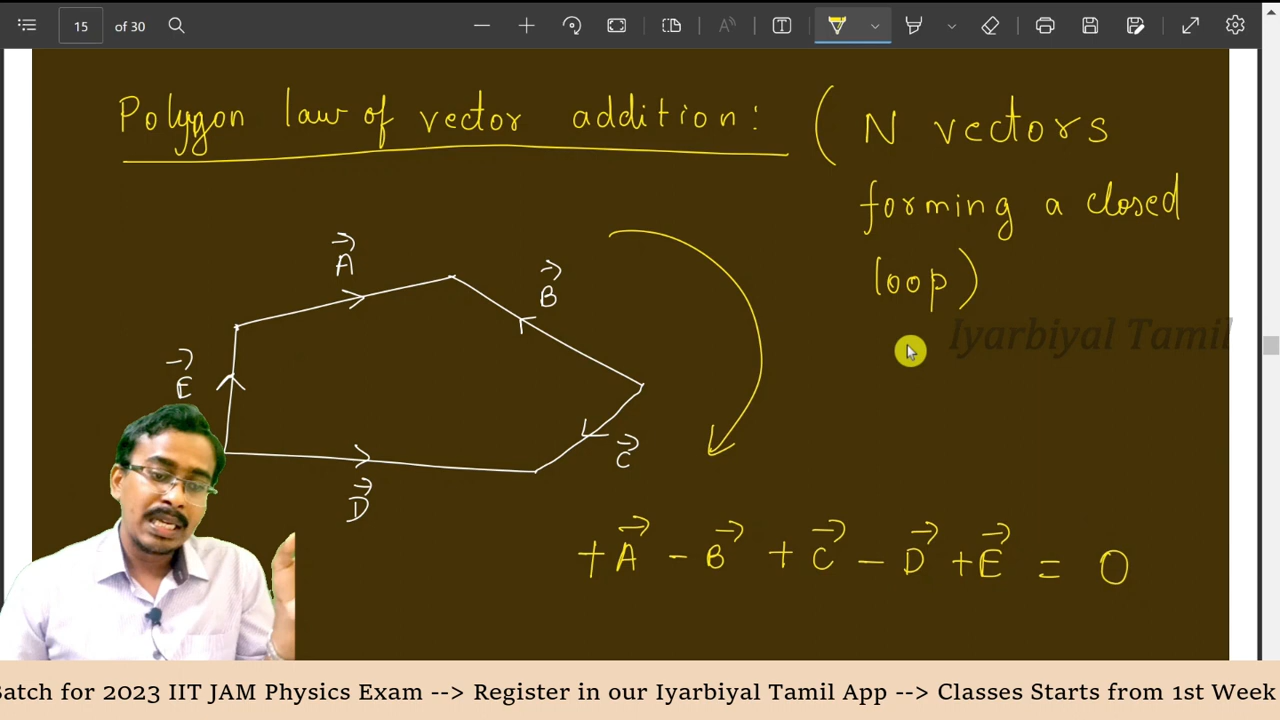 15 of 30
Polygon law of vector addition: ( N vectors
forming a closed
loop)
Iyarbiyal Tamil
A⃗
B⃗
E⃗
C⃗
D⃗
+A⃗ - B⃗ + C⃗ - D⃗ + E⃗ = 0
Batch for 2023 IIT JAM Physics Exam --> Register in our Iyarbiyal Tamil App --> Classes Starts from 1st Week